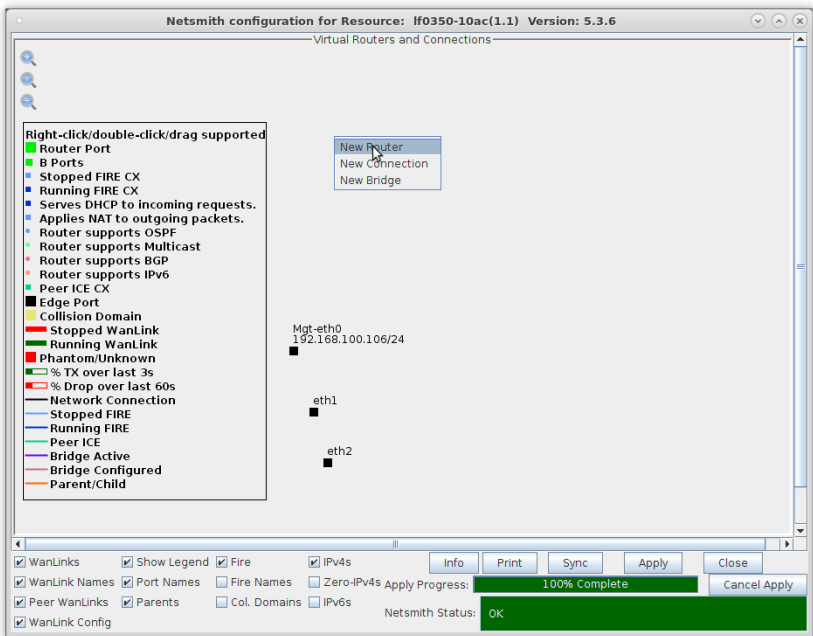 Netsmith configuration for Resource: lf0350-10ac(1.1) Version: 5.3.6
Virtual Routers and Connections
Right-click/double-click/drag supported
Router Port
B Ports
Stopped FIRE CX
Running FIRE CX
Serves DHCP to incoming requests.
Applies NAT to outgoing packets.
Router supports OSPF
Router supports Multicast
Router supports BGP
Router supports IPv6
Peer ICE CX
Edge Port
Collision Domain
Stopped WanLink
Running WanLink
Phantom/Unknown
% TX over last 3s
% Drop over last 60s
Network Connection
Stopped FIRE
Running FIRE
Peer ICE
Bridge Active
Bridge Configured
Parent/Child
New Router
New Connection
New Bridge
Mgt-eth0
192.168.100.106/24
eth1
eth2
WanLinks Show Legend Fire IPv4s Info Print Sync Apply Close
WanLink Names Port Names Fire Names Zero-IPv4s Apply Progress: 100% Complete Cancel Apply
Peer WanLinks Parents Col. Domains IPv6s Netsmith Status: OK
WanLink Config